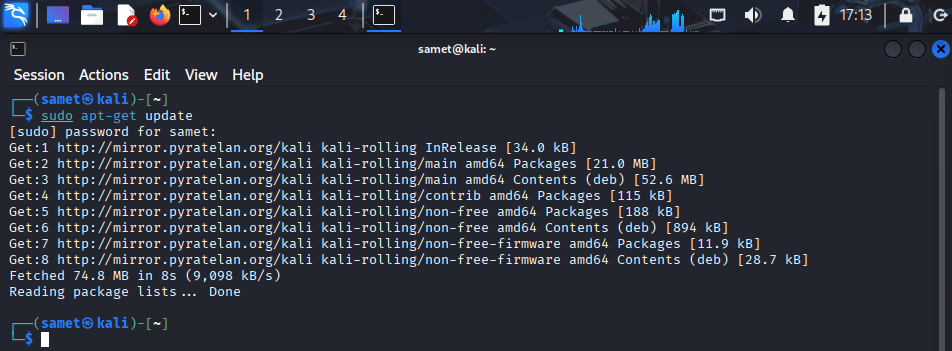 1 2 3 4 17:13
samet@kali: ~
Session Actions Edit View Help
┌──(samet㉿kali)-[~]
└─$ sudo apt-get update
[sudo] password for samet:
Get:1 http://mirror.pyratelan.org/kali kali-rolling InRelease [34.0 kB]
Get:2 http://mirror.pyratelan.org/kali kali-rolling/main amd64 Packages [21.0 MB]
Get:3 http://mirror.pyratelan.org/kali kali-rolling/main amd64 Contents (deb) [52.6 MB]
Get:4 http://mirror.pyratelan.org/kali kali-rolling/contrib amd64 Packages [115 kB]
Get:5 http://mirror.pyratelan.org/kali kali-rolling/non-free amd64 Packages [188 kB]
Get:6 http://mirror.pyratelan.org/kali kali-rolling/non-free amd64 Contents (deb) [894 kB]
Get:7 http://mirror.pyratelan.org/kali kali-rolling/non-free-firmware amd64 Packages [11.9 kB]
Get:8 http://mirror.pyratelan.org/kali kali-rolling/non-free-firmware amd64 Contents (deb) [28.7 kB]
Fetched 74.8 MB in 8s (9,098 kB/s)
Reading package lists... Done
┌──(samet㉿kali)-[~]
└─$